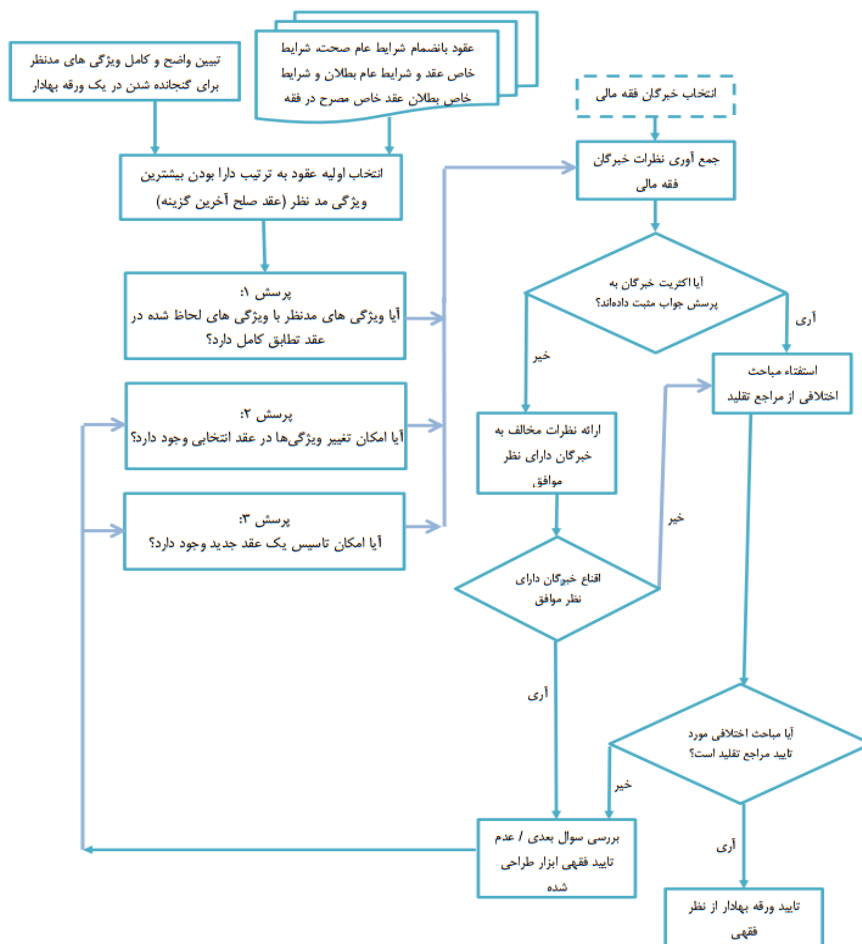 تبیین واضح و کامل ویژگی های مدنظر
برای گنجانده شدن در یک ورقه بهادار
عقود بانضمام شرایط عام صحت، شرایط
خاص عقد و شرایط عام بطلان و شرایط
خاص بطلان عقد خاص مصرح در فقه
انتخاب خبرگان فقه مالی
انتخاب اولیه عقود به ترتیب دارا بودن بیشترین
ویژگی مد نظر (عقد صلح آخرین گزینه)
جمع آوری نظرات خبرگان
فقه مالی
پرسش ۱:
آیا ویژگی های مدنظر با ویژگی های لحاظ شده در
عقد تطابق کامل دارد؟
آیا اکثریت خبرگان به
پرسش جواب مثبت داده‌اند؟
آری
خیر
استفتاء مباحث
اختلافی از مراجع تقلید
پرسش ۲:
آیا امکان تغییر ویژگی‌ها در عقد انتخابی وجود دارد؟
ارائه نظرات مخالف به
خبرگان دارای نظر
موافق
پرسش ۳:
آیا امکان تاسیس یک عقد جدید وجود دارد؟
خیر
اقناع خبرگان دارای
نظر موافق
آری
آیا مباحث اختلافی مورد
تایید مراجع تقلید است؟
خیر
آری
بررسی سوال بعدی / عدم
تایید فقهی ابزار طراحی
شده
تایید ورقه بهادار از نظر
فقهی